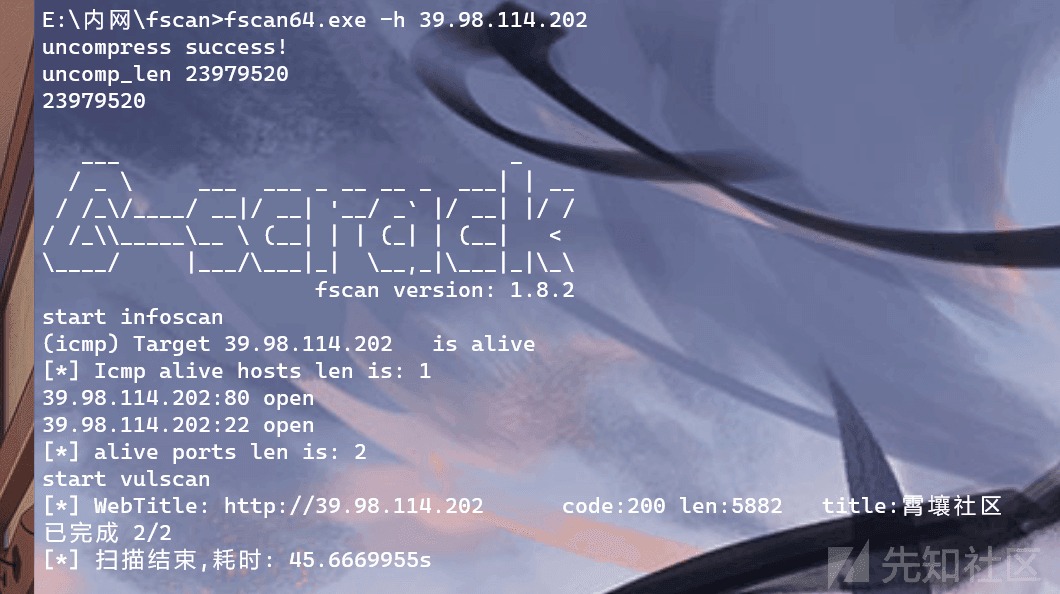 E:\内网\fscan>fscan64.exe -h 39.98.114.202
uncompress success!
uncomp_len 23979520
23979520
   ___                              _
  / _ \     ___  ___ _ __ __ _  ___| | __
 / /_\/____/ __|/ __| '__/ _` |/ __| |/ /
/ /_\\_____\__ \ (__| | | (_| | (__|   <
\____/     |___/\___|_|  \__,_|\___|_|\_\
                     fscan version: 1.8.2
start infoscan
(icmp) Target 39.98.114.202   is alive
[*] Icmp alive hosts len is: 1
39.98.114.202:80 open
39.98.114.202:22 open
[*] alive ports len is: 2
start vulscan
[*] WebTitle: http://39.98.114.202      code:200 len:5882   title:霄壤社区
已完成 2/2
[*] 扫描结束,耗时: 45.6669955s
先知社区